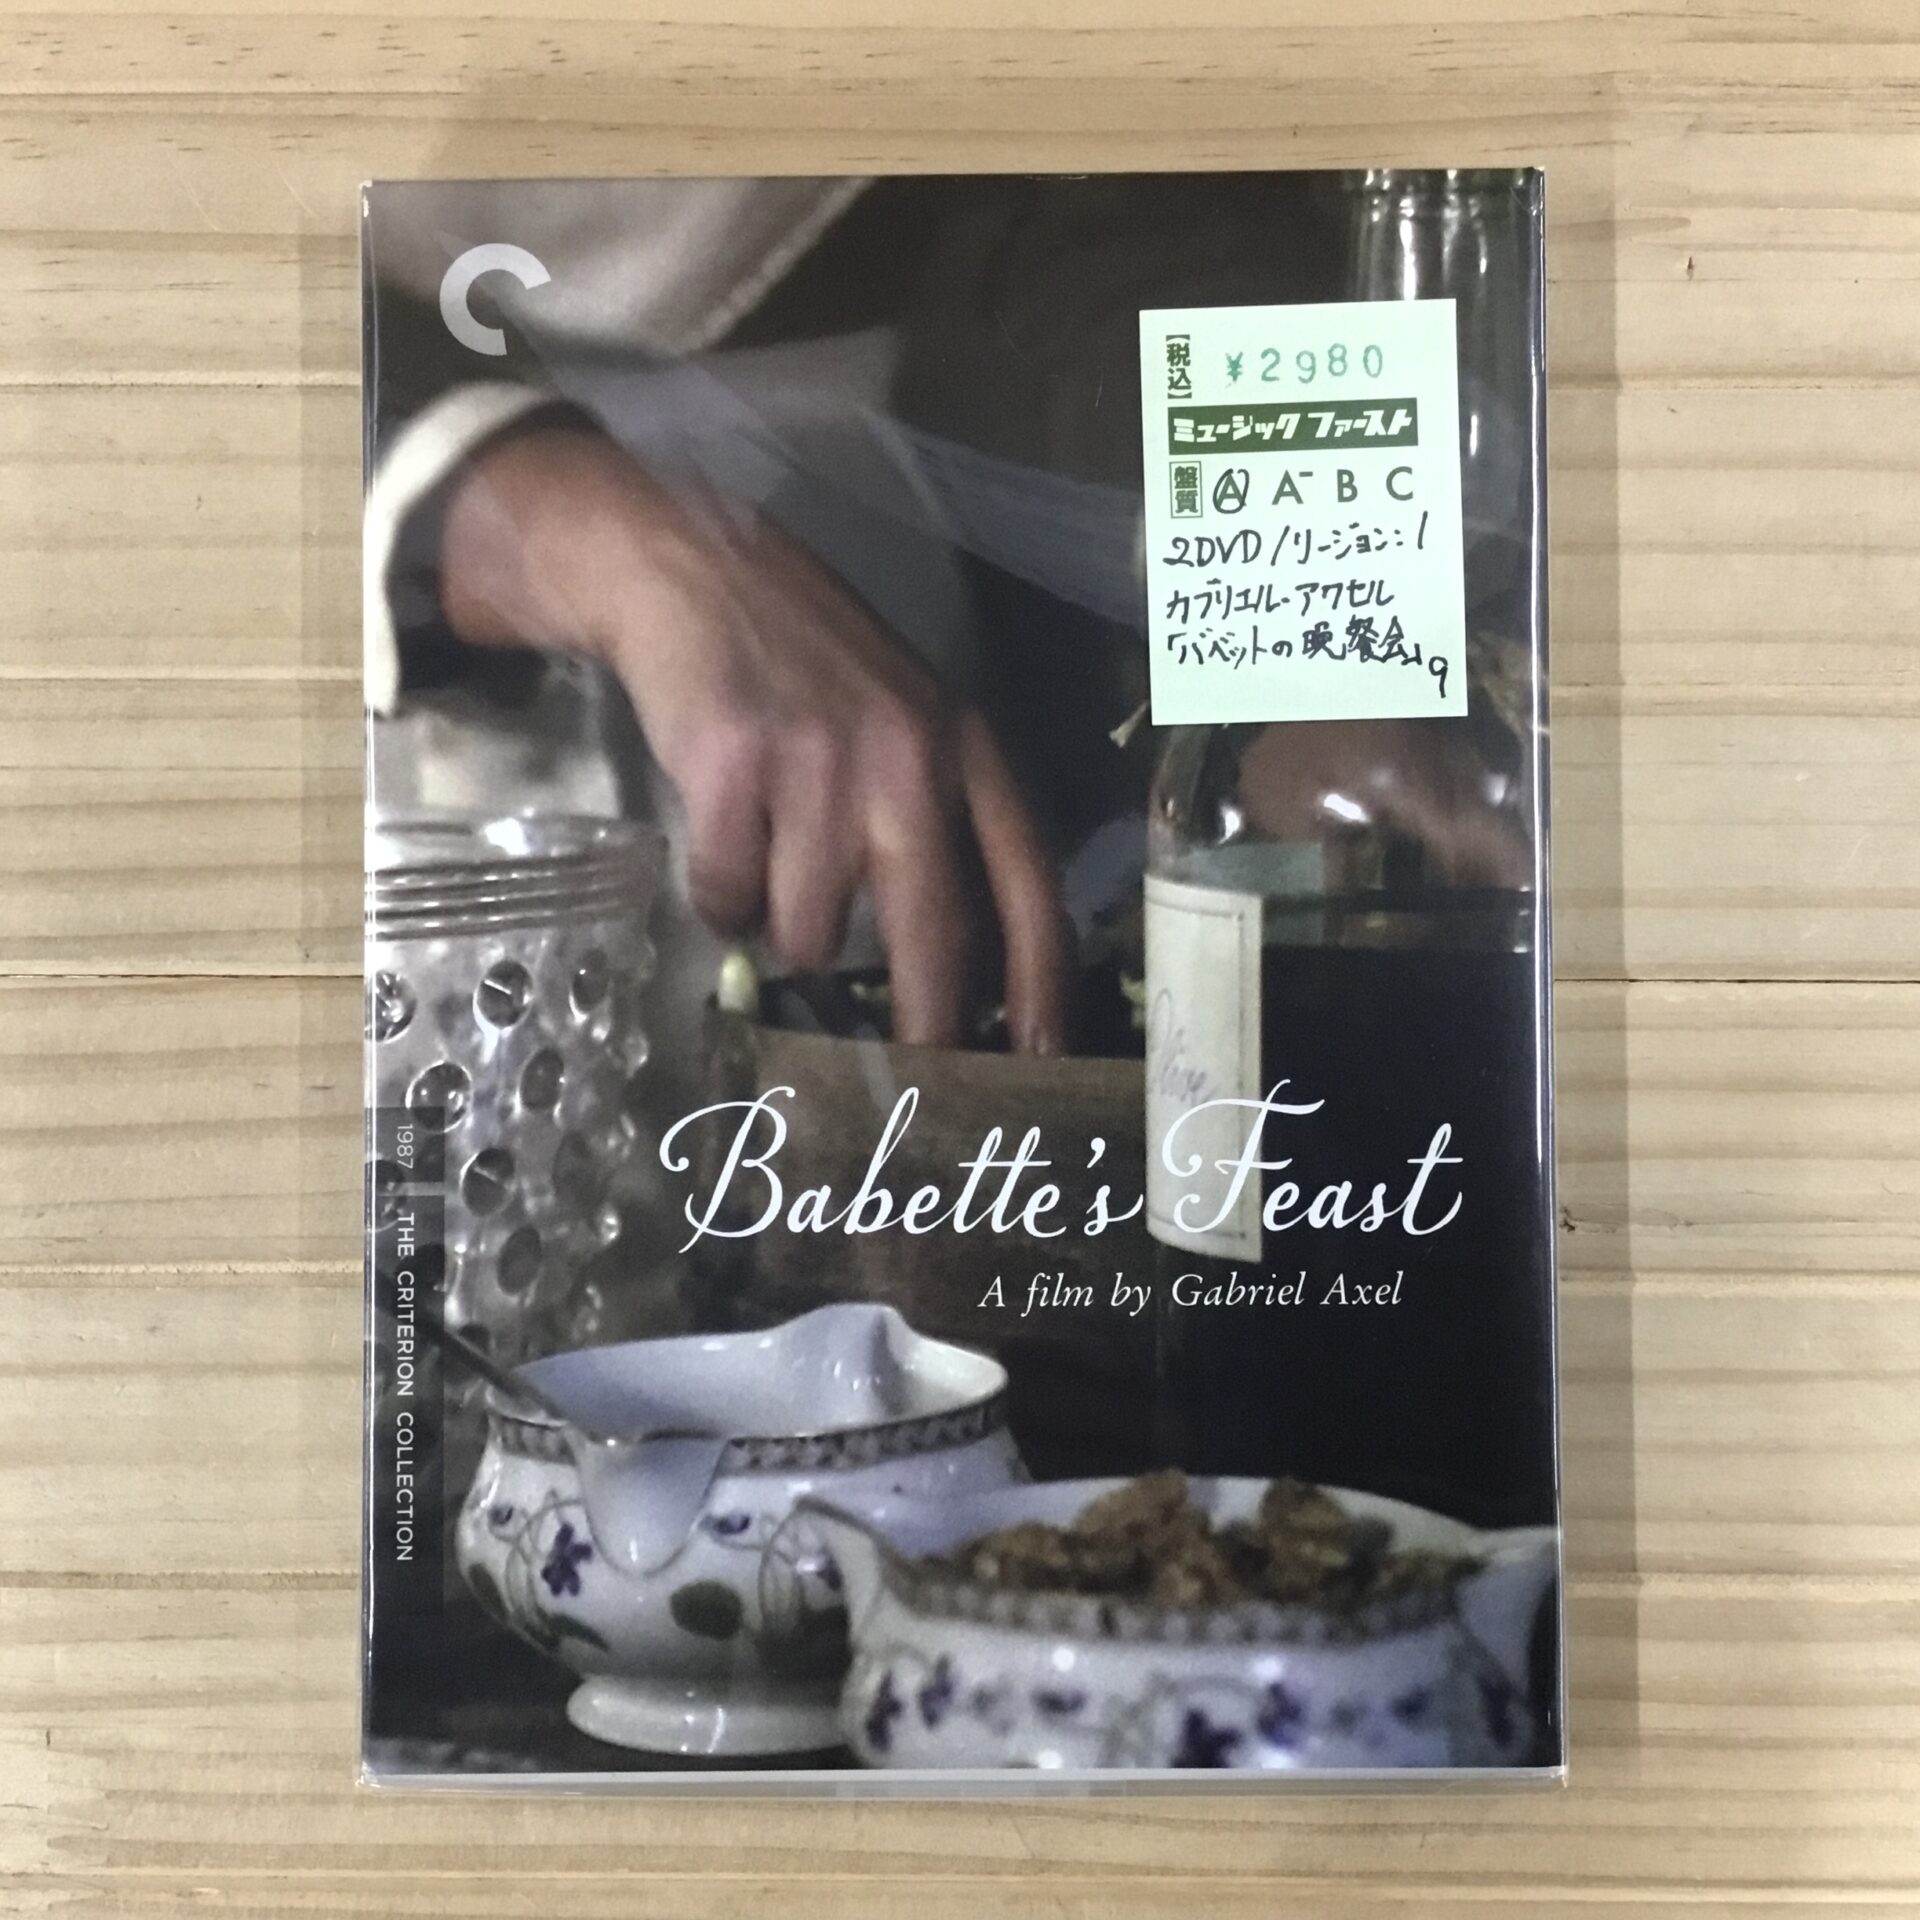 【税込】 ¥2980
ミュージック ファースト
盤質 A A⁻ B C
2DVD/リージョン:1
カブリエル・アクセル
「バベットの晩餐会」
9
Babette's Feast
A film by Gabriel Axel
1987 THE CRITERION COLLECTION